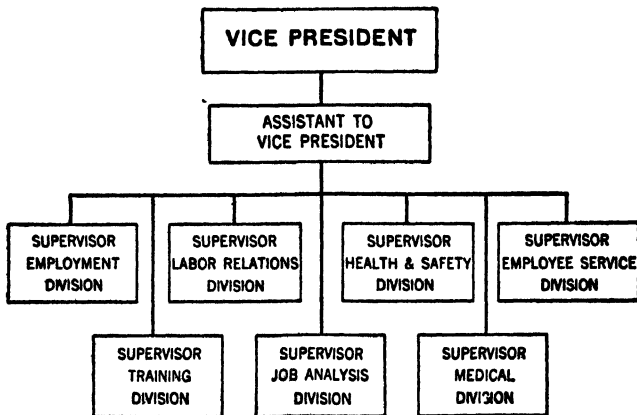 VICE PRESIDENT
ASSISTANT TO
VICE PRESIDENT
SUPERVISOR
EMPLOYMENT
DIVISION
SUPERVISOR
LABOR RELATIONS
DIVISION
SUPERVISOR
HEALTH & SAFETY
DIVISION
SUPERVISOR
EMPLOYEE SERVICE
DIVISION
SUPERVISOR
TRAINING
DIVISION
SUPERVISOR
JOB ANALYSIS
DIVISION
SUPERVISOR
MEDICAL
DIVISION